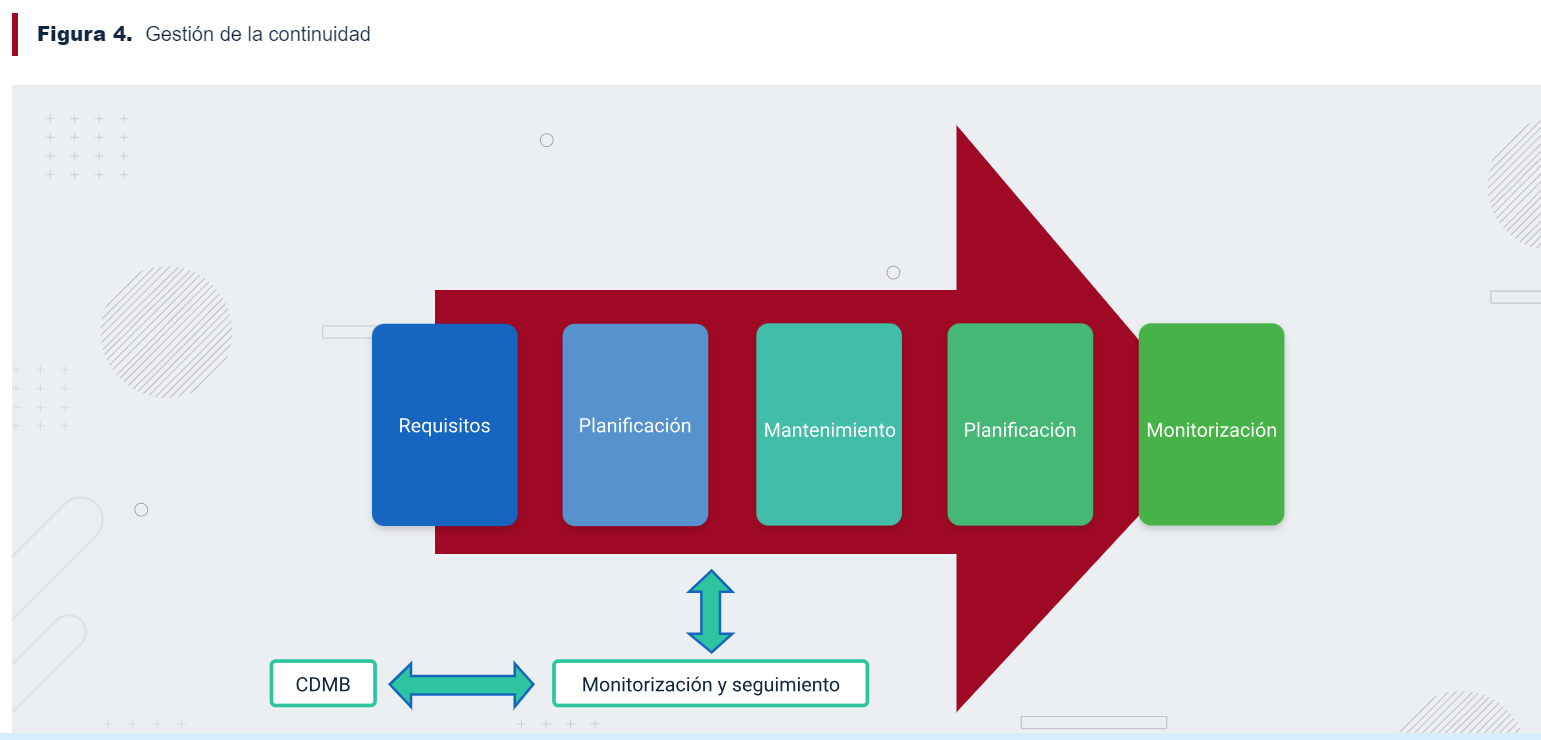 Figura 4. Gestión de la continuidad
Requisitos
Planificación
Mantenimiento
Planificación
Monitorización
CDMB
Monitorización y seguimiento